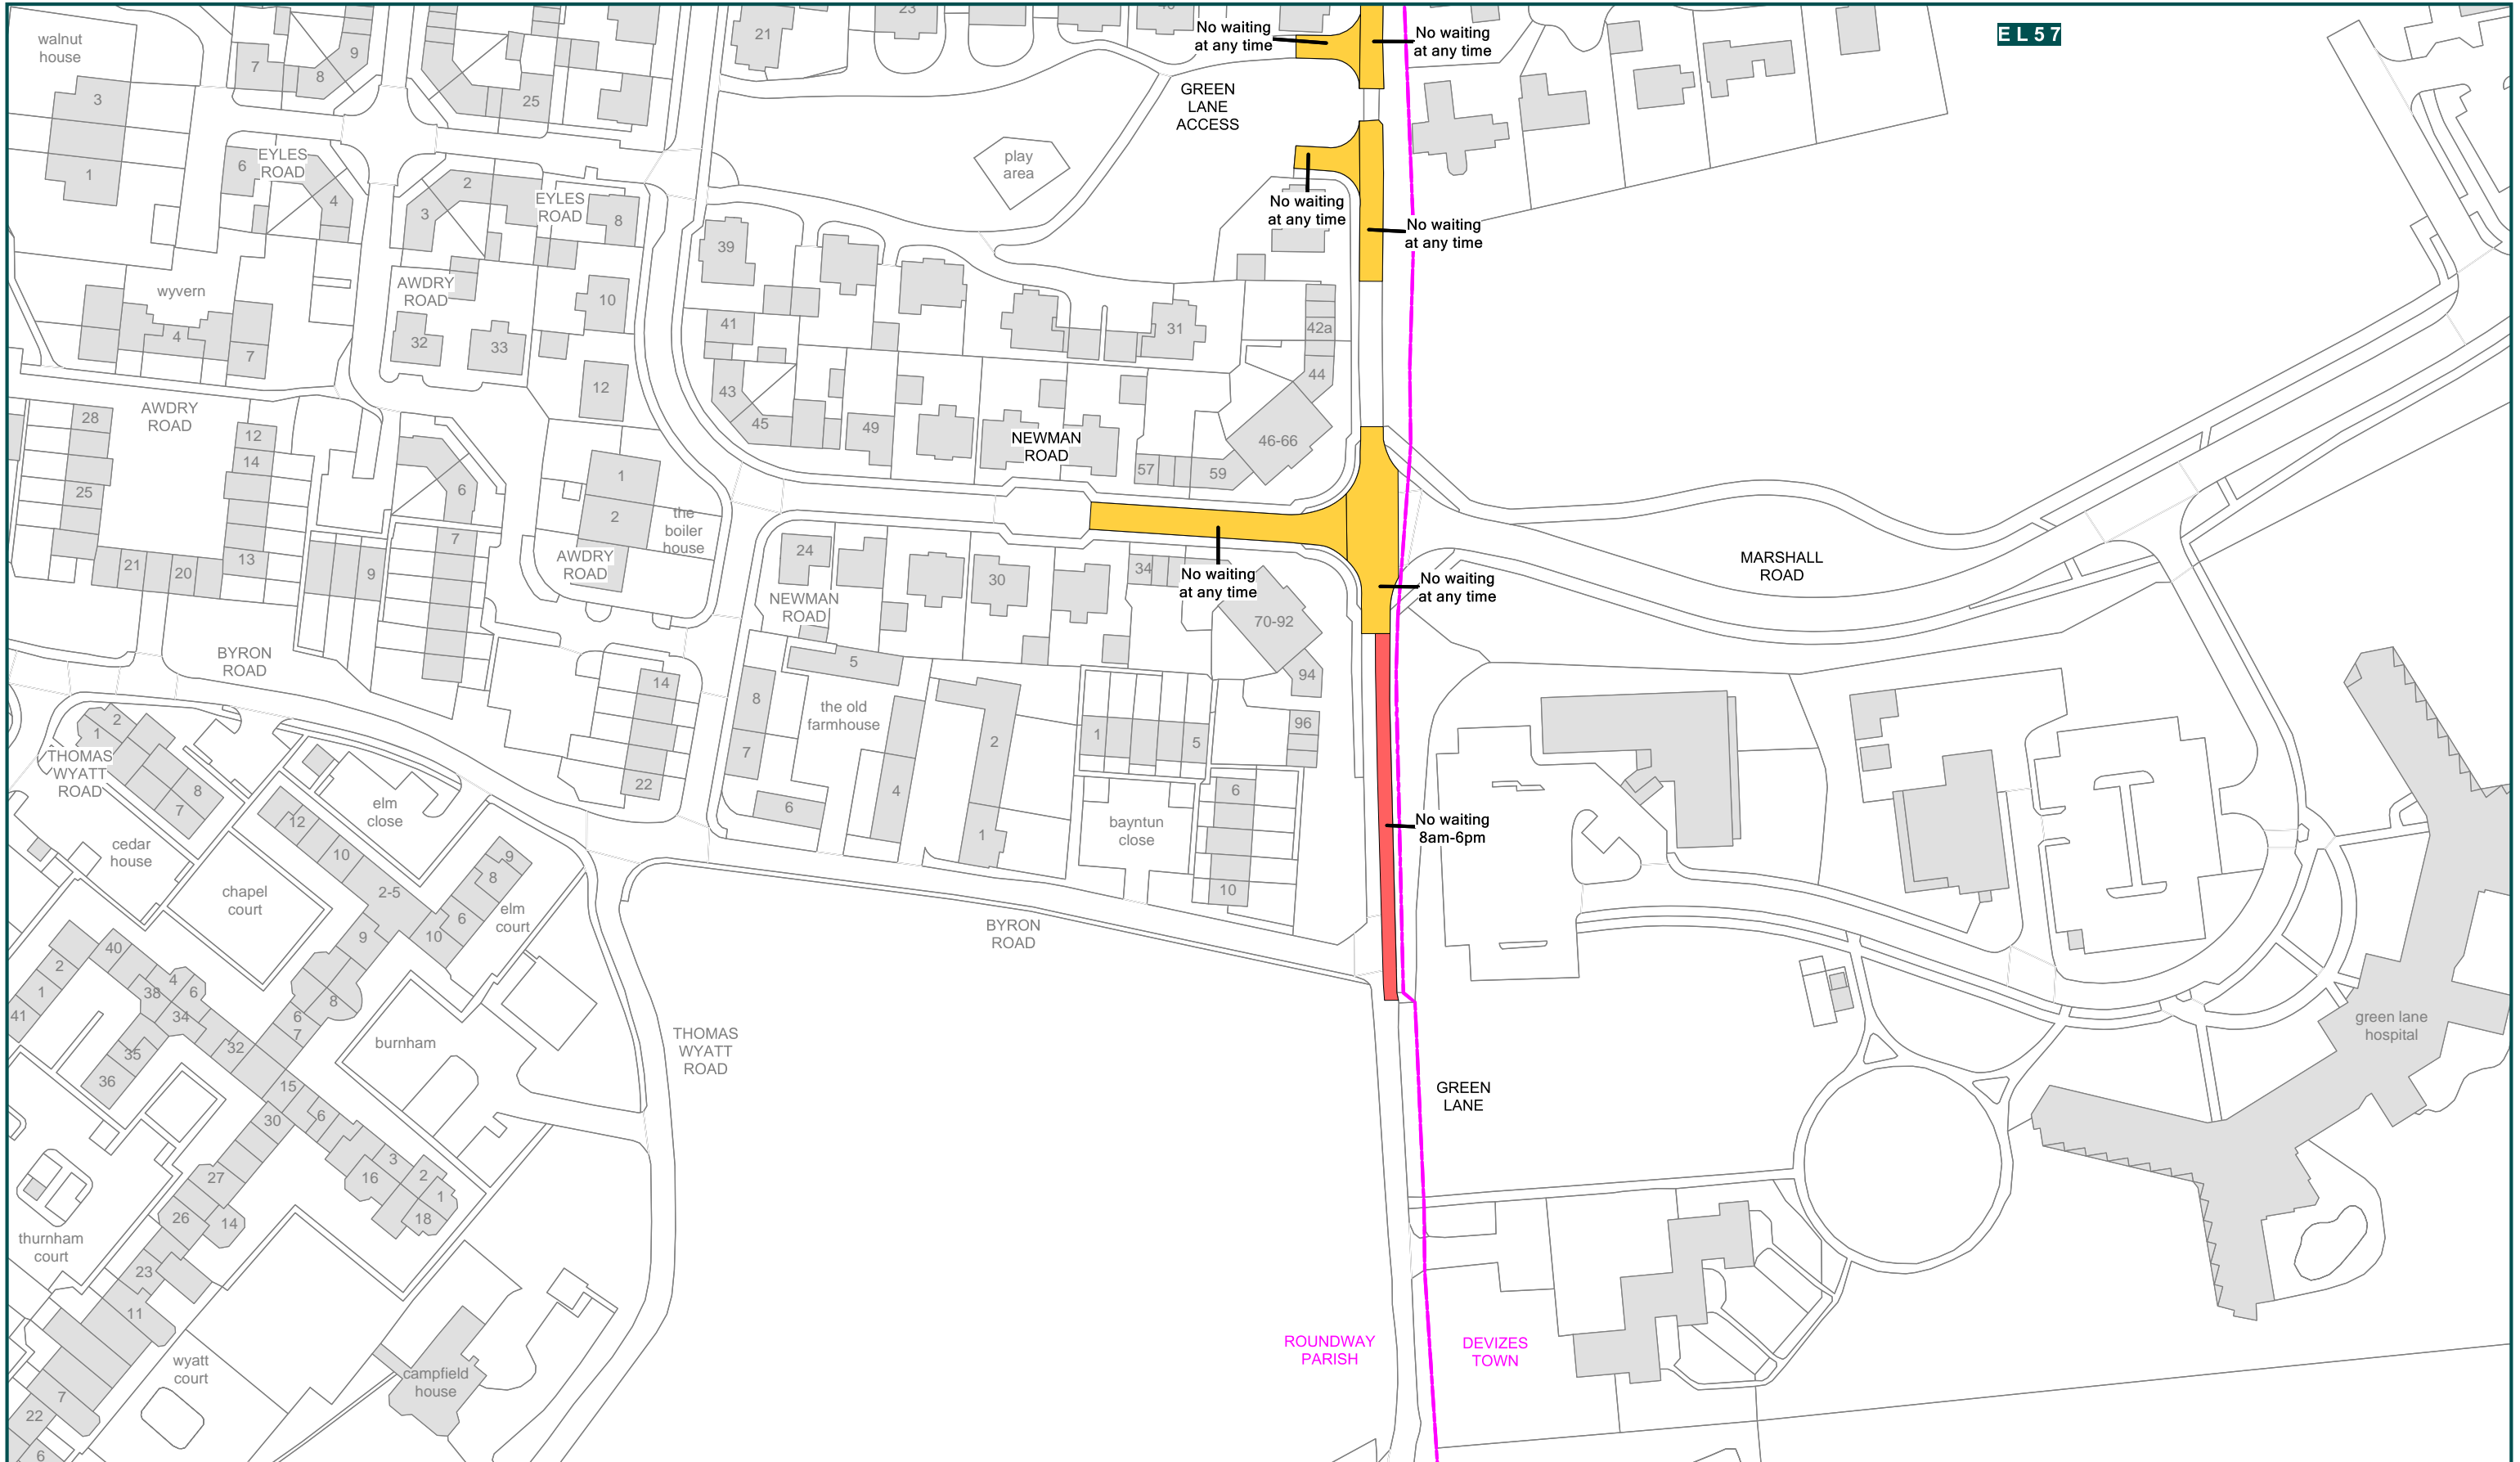 walnut
house
3
1
7
8
9
25
21
23
No waiting
at any time
No waiting
at any time
EL57
GREEN
LANE
ACCESS
play
area
6
EYLES
ROAD
4
2
3
EYLES
ROAD
8
No waiting
at any time
No waiting
at any time
39
wyvern
4
7
AWDRY
ROAD
10
32
33
12
41
43
45
49
31
42a
44
46-66
NEWMAN
ROAD
57
59
AWDRY
ROAD
28
25
12
14
21
20
13
9
6
7
1
2
the
boiler
house
AWDRY
ROAD
24
30
34
NEWMAN
ROAD
No waiting
at any time
No waiting
at any time
MARSHALL
ROAD
70-92
94
96
BYRON
ROAD
14
22
5
8
7
6
the old
farmhouse
4
2
1
1
5
bayntun
close
6
10
No waiting
8am-6pm
2
1
THOMAS
WYATT
ROAD
8
7
elm
close
cedar
house
12
10
2-5
9
8
6
10
elm
court
chapel
court
BYRON
ROAD
40
2
1
41
38
4
6
34
35
36
32
9
8
6
7
burnham
THOMAS
WYATT
ROAD
green lane
hospital
GREEN
LANE
15
6
30
3
2
1
16
18
27
26
14
23
11
thurnham
court
wyatt
court
campfield
house
7
22
6
ROUNDWAY
PARISH
DEVIZES
TOWN